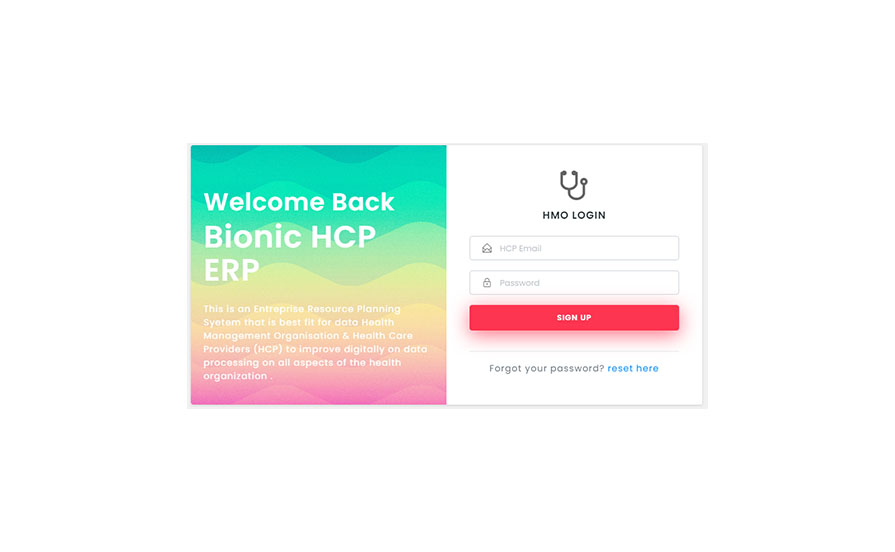 Welcome Back
Bionic HCP
ERP
This is an Entreprise Resource Planning
Syetem that is best fit for data Health
Management Organisation & Health Care
Providers (HCP) to improve digitally on data
processing on all aspects of the health
organization .
HMO LOGIN
HCP Email
Password
SIGN UP
Forgot your password? reset here